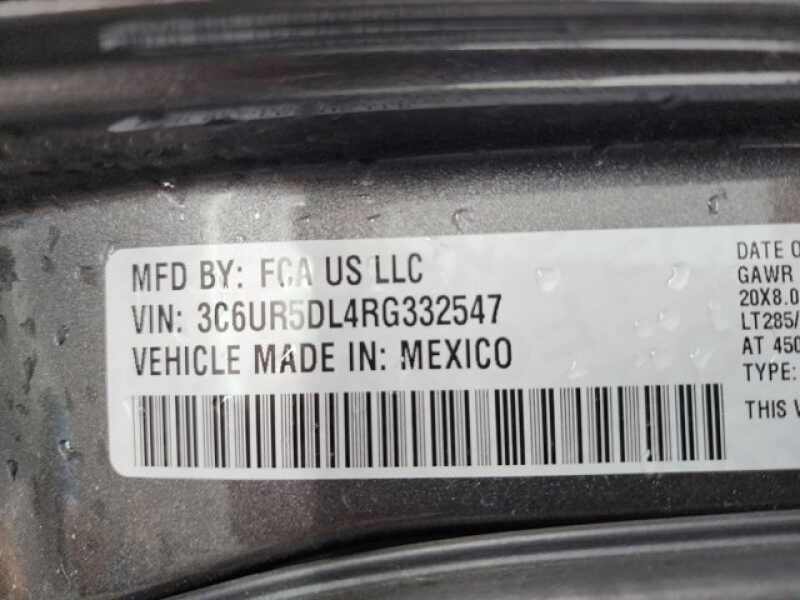 MFD BY: FCA US LLC
VIN: 3C6UR5DL4RG332547
VEHICLE MADE IN: MEXICO
DATE O
GAWR
20X8.0
LT285/
AT 450
TYPE:
THIS V